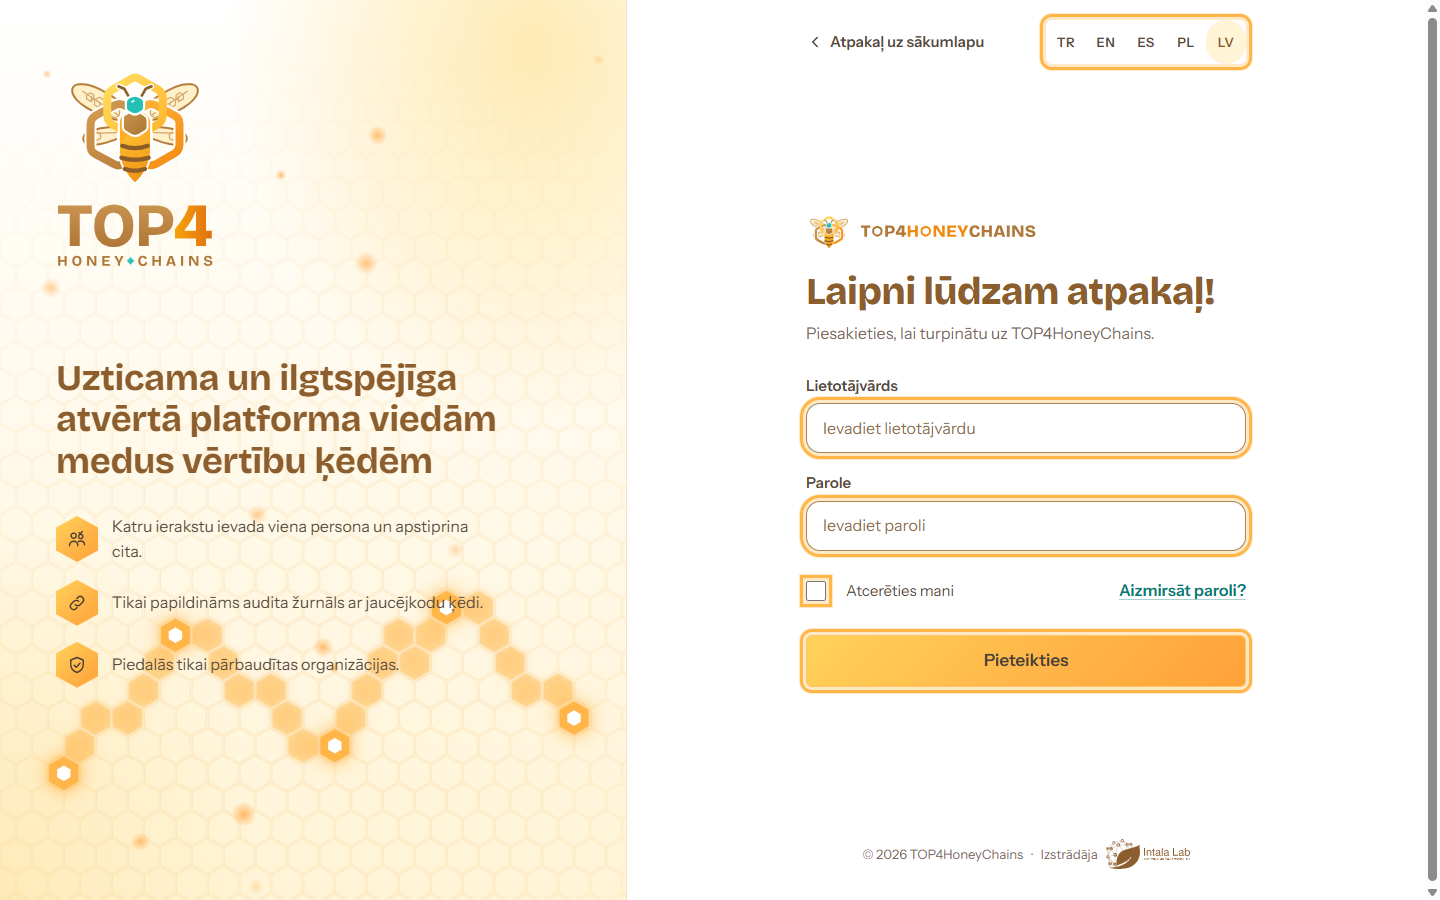 TOP4
HONEY CHAINS
Uzticama un ilgtspējīga
atvērtā platforma viedām
medus vērtību ķēdēm
Katru ierakstu ievada viena persona un apstiprina
cita.
Tikai papildināms audita žurnāls ar jaucējkodu ķēdi.
Piedalās tikai pārbaudītas organizācijas.
Atpakaļ uz sākumlapu
TR EN ES PL LV
TOP4HONEYCHAINS
Laipni lūdzam atpakaļ!
Piesakieties, lai turpinātu uz TOP4HoneyChains.
Lietotājvārds
Ievadiet lietotājvārdu
Parole
Ievadiet paroli
Atcerēties mani
Aizmirsāt paroli?
Pieteikties
© 2026 TOP4HoneyChains · Izstrādāja
Intala Lab